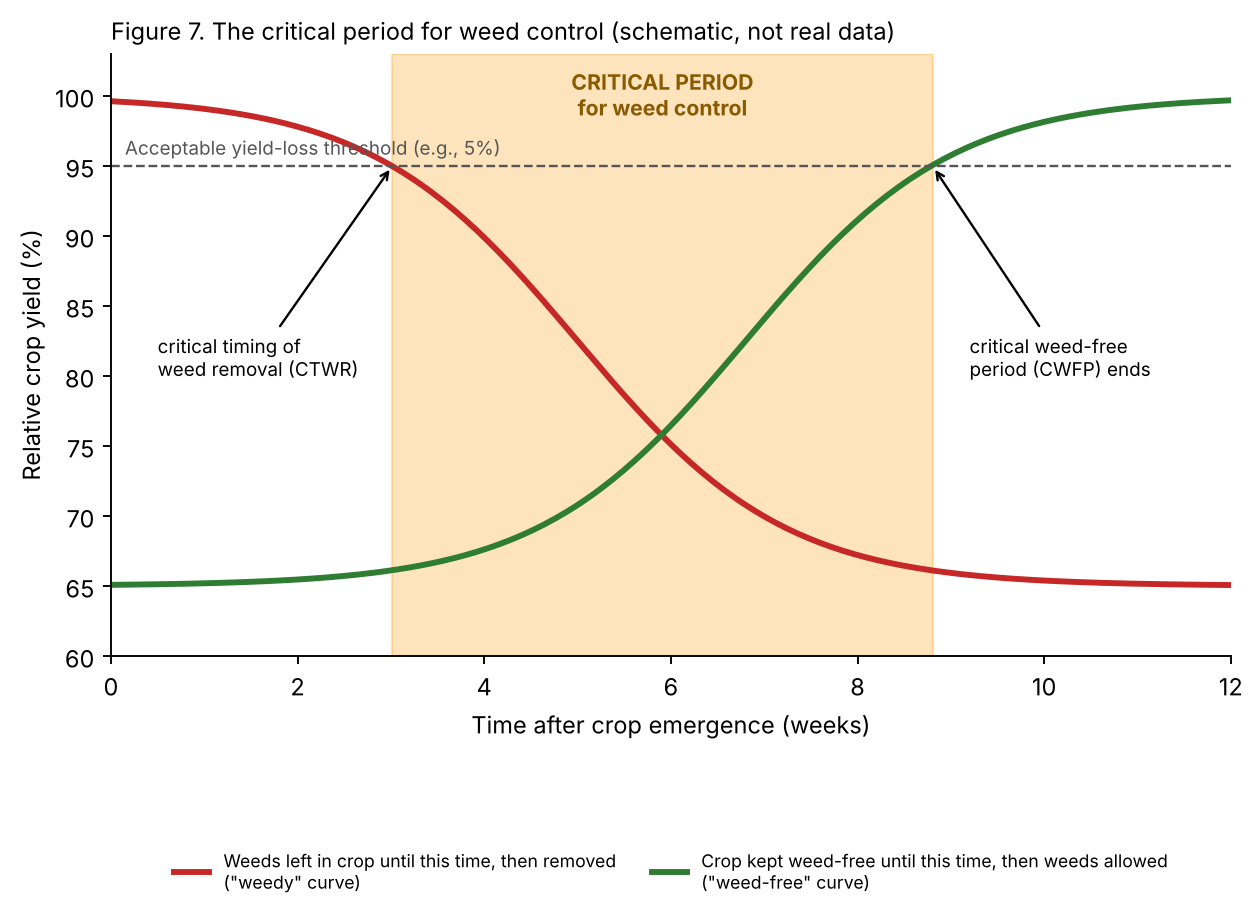 Figure 7. The critical period for weed control (schematic, not real data)
CRITICAL PERIOD
for weed control
Acceptable yield-loss threshold (e.g., 5%)
100
95
90
85
80
75
70
65
60
Relative crop yield (%)
critical timing of
weed removal (CTWR)
critical weed-free
period (CWFP) ends
0 2 4 6 8 10 12
Time after crop emergence (weeks)
Weeds left in crop until this time, then removed
("weedy" curve)
Crop kept weed-free until this time, then weeds allowed
("weed-free" curve)